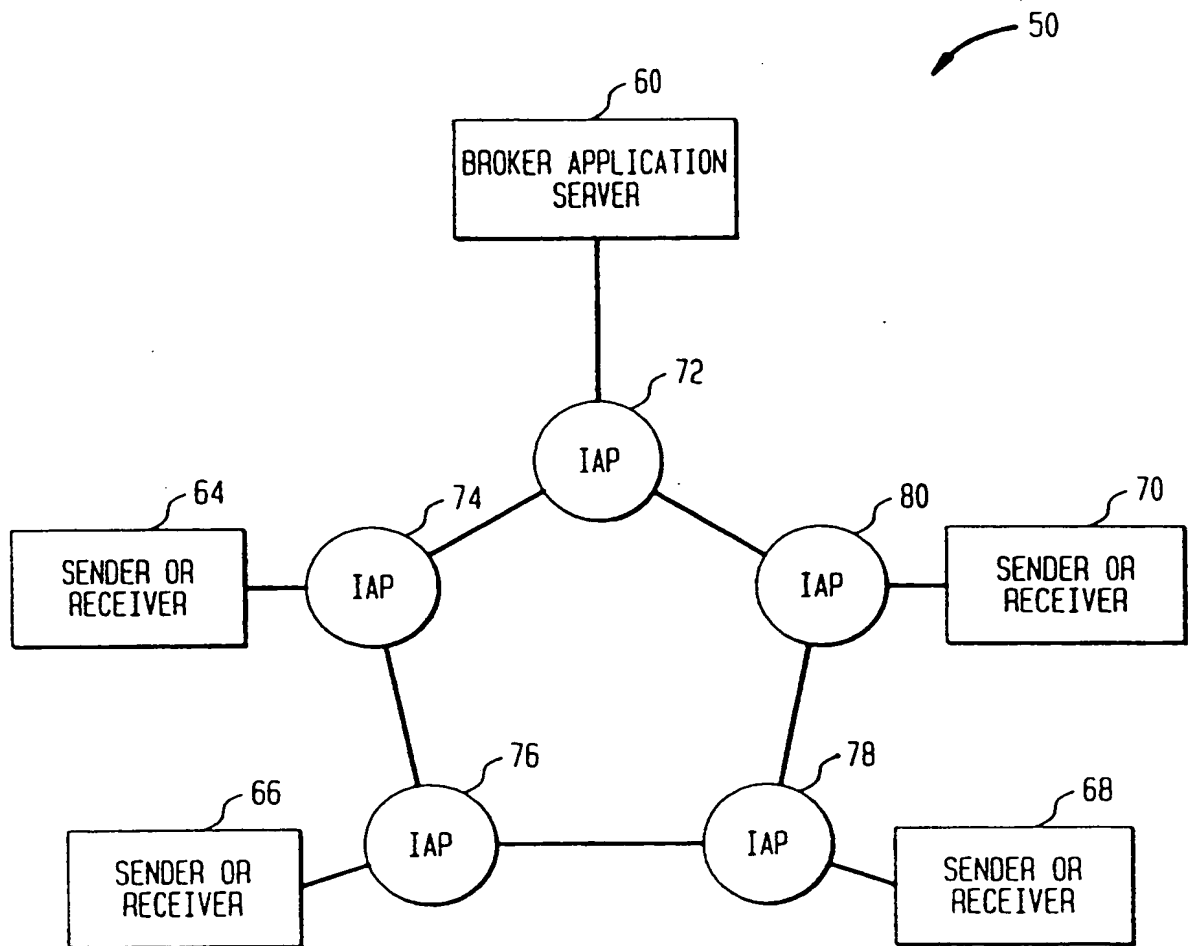 50
60
BROKER APPLICATION
SERVER
72
IAP
64
74
80
70
SENDER OR
RECEIVER
IAP
IAP
SENDER OR
RECEIVER
66
76
78
68
SENDER OR
RECEIVER
IAP
IAP
SENDER OR
RECEIVER